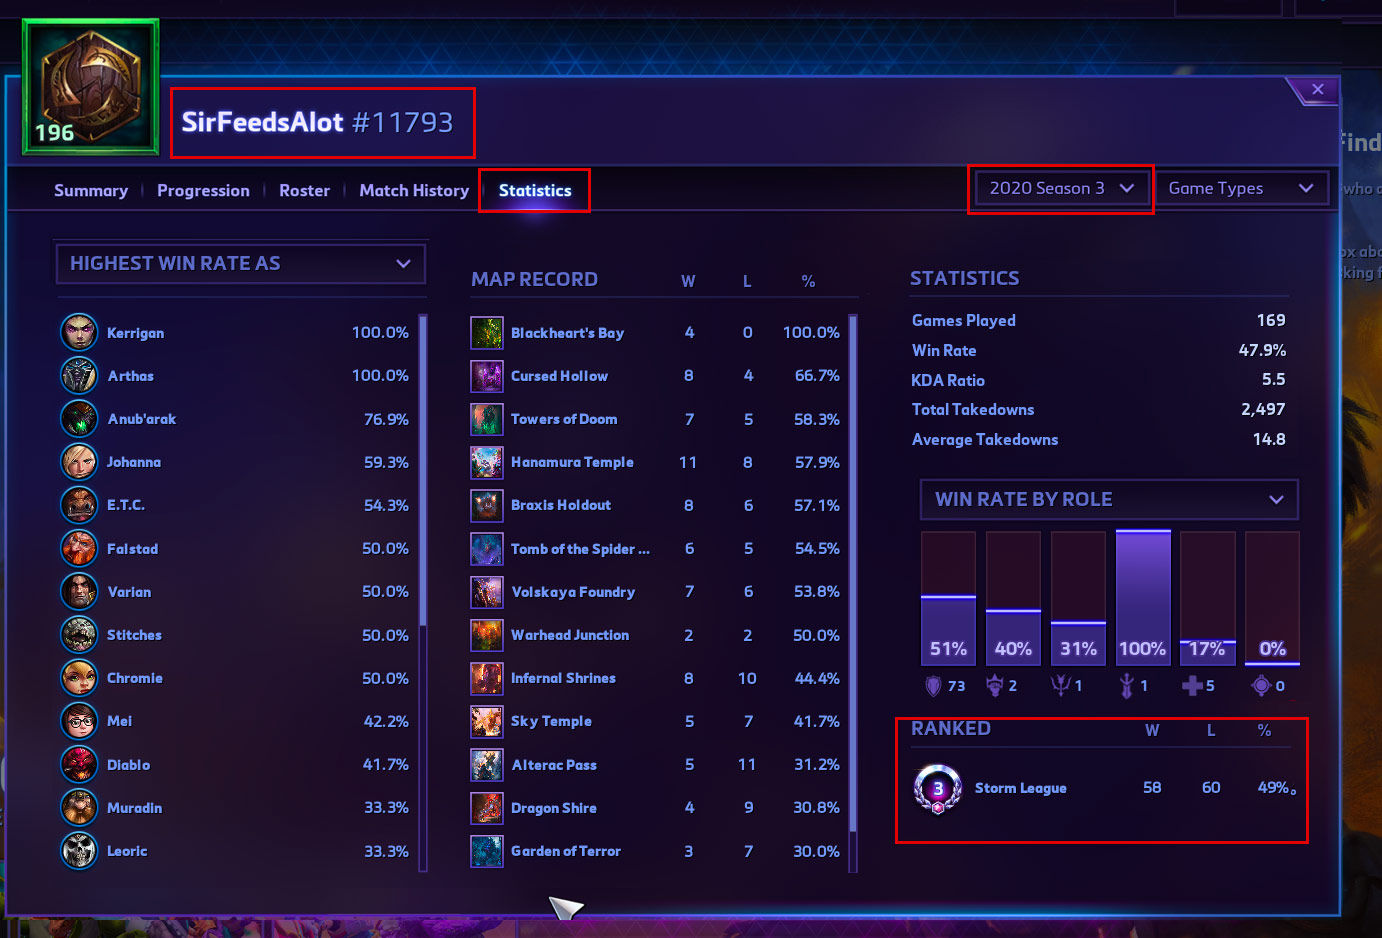 196
SirFeedsAlot #11793
Find
Summary Progression Roster Match History Statistics
2020 Season 3 Game Types
who
HIGHEST WIN RATE AS
Kerrigan 100.0%
Arthas 100.0%
Anub'arak 76.9%
Johanna 59.3%
E.T.C. 54.3%
Falstad 50.0%
Varian 50.0%
Stitches 50.0%
Chromie 50.0%
Mei 42.2%
Diablo 41.7%
Muradin 33.3%
Leoric 33.3%
MAP RECORD W L %
Blackheart's Bay 4 0 100.0%
Cursed Hollow 8 4 66.7%
Towers of Doom 7 5 58.3%
Hanamura Temple 11 8 57.9%
Braxis Holdout 8 6 57.1%
Tomb of the Spider ... 6 5 54.5%
Volskaya Foundry 7 6 53.8%
Warhead Junction 2 2 50.0%
Infernal Shrines 8 10 44.4%
Sky Temple 5 7 41.7%
Alterac Pass 5 11 31.2%
Dragon Shire 4 9 30.8%
Garden of Terror 3 7 30.0%
STATISTICS
Games Played 169
Win Rate 47.9%
KDA Ratio 5.5
Total Takedowns 2,497
Average Takedowns 14.8
WIN RATE BY ROLE
51% 40% 31% 100% 17% 0%
73 2 1 1 5 0
RANKED W L %
3 Storm League 58 60 49%